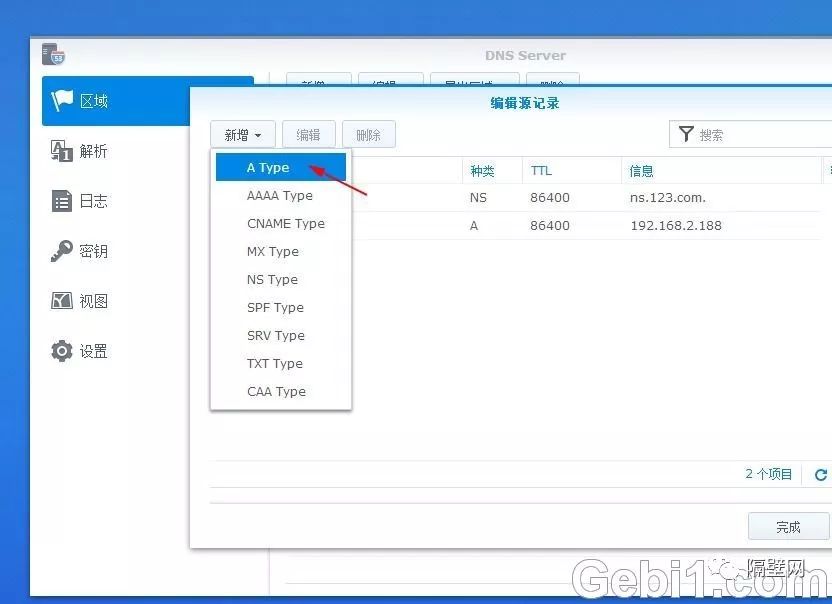 DNS Server
区域
解析
日志
密钥
视图
设置
编辑源记录
新增
编辑
删除
搜索
A Type
AAAA Type
CNAME Type
MX Type
NS Type
SPF Type
SRV Type
TXT Type
CAA Type
种类 TTL 信息
NS 86400 ns.123.com.
A 86400 192.168.2.188
2 个项目
完成
隔壁网
Gebi1.com